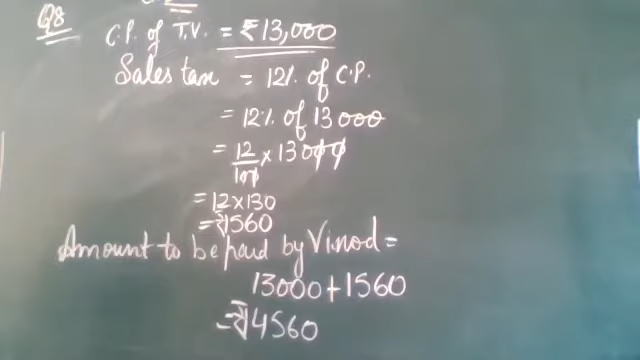 Q8
C.P. of T.V. = ₹13,000
Sales tax = 12% of C.P.
= 12% of 13000
= 12/100 x 13000
= 12 x 130
= ₹1560
Amount to be paid by Vinod =
13000 + 1560
= ₹14560